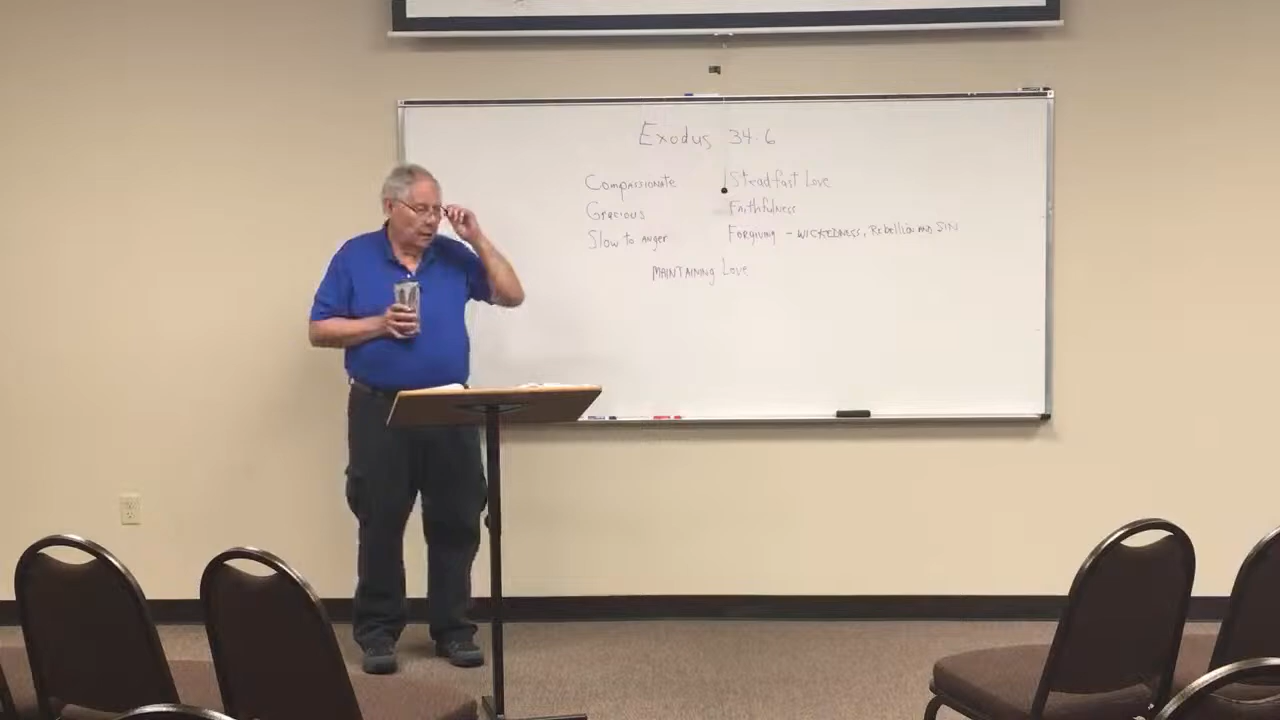 Exodus 34:6
Compassionate Steadfast Love
Gracious Faithfulness
Slow to anger Forgiving - WICKEDNESS, Rebellion AND SIN
MAINTAINING Love